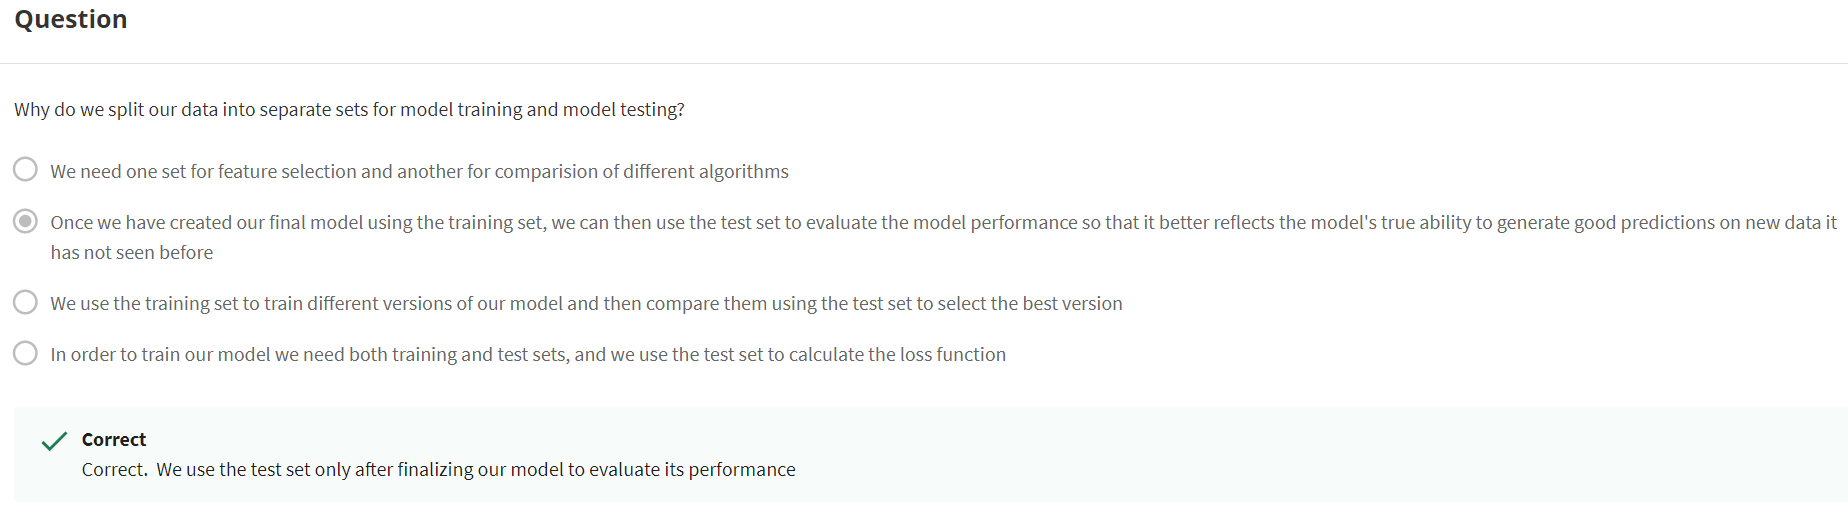 Question
Why do we split our data into separate sets for model training and model testing?
We need one set for feature selection and another for comparision of different algorithms
Once we have created our final model using the training set, we can then use the test set to evaluate the model performance so that it better reflects the model's true ability to generate good predictions on new data it
has not seen before
We use the training set to train different versions of our model and then compare them using the test set to select the best version
In order to train our model we need both training and test sets, and we use the test set to calculate the loss function
Correct
Correct.  We use the test set only after finalizing our model to evaluate its performance